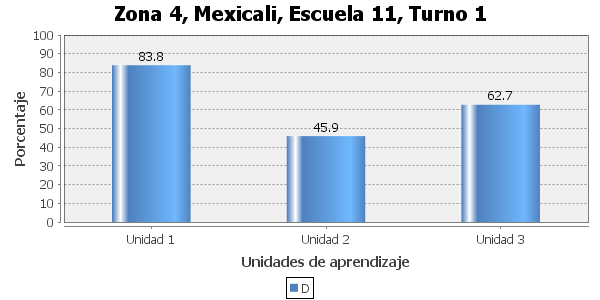 Zona 4, Mexicali, Escuela 11, Turno 1
Porcentaje
100
90
80
70
60
50
40
30
20
10
0
83.8
45.9
62.7
Unidad 1
Unidad 2
Unidad 3
Unidades de aprendizaje
D